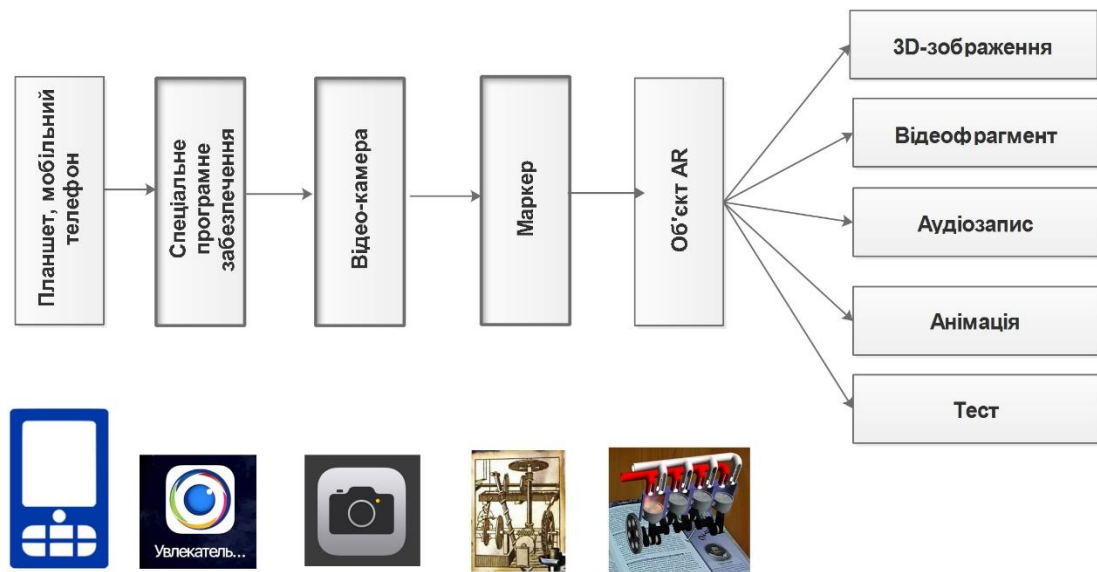 Планшет, мобільний
телефон
Спеціальне
програмне
забезпечення
Відео-камера
Маркер
Об'єкт AR
3D-зображення
Відеофрагмент
Аудіозапис
Анімація
Тест
Увлекатель...